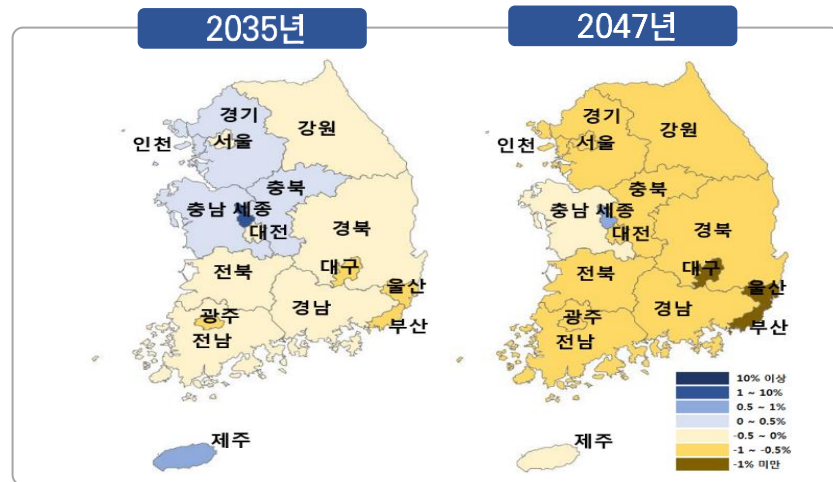 2035년
2047년
경기
서울
인천
강원
충북
충남
세종
대전
경북
대구
전북
울산
경남
광주
부산
전남
제주
경기
서울
인천
강원
충북
충남
세종
대전
경북
대구
전북
울산
경남
광주
부산
전남
제주
10% 이상
1 ~ 10%
0.5 ~ 1%
0 ~ 0.5%
-0.5 ~ 0%
-1 ~ -0.5%
-1% 미만